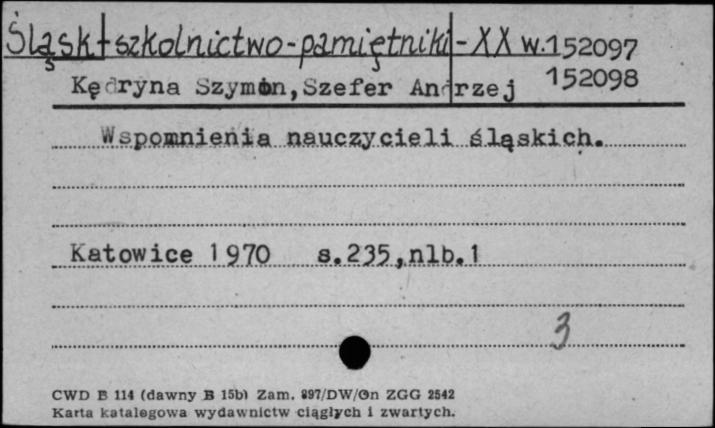 Śląsk-szkolnictwo-pamiętniki-XX w. 152097
Kędryna Szymon, Szefer Andrzej 152098
Wspomnienia nauczycieli śląskich.
Katowice 1970 s.235,nlb.1
3
CWD B 114 (dawny B 15b) Zam. 897/DW/On ZGG 2542
Karta katalogowa wydawnictw ciągłych i zwartych.